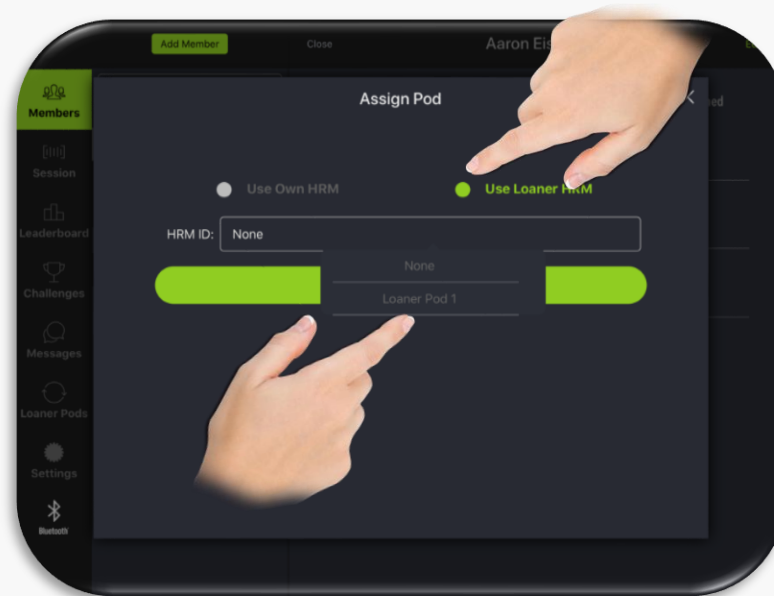 Add Member
Close
Aaron
Members
Session
Leaderboard
Challenges
Messages
Loaner Pods
Settings
Bluetooth
Assign Pod
Use Own HRM
Use Loaner HRM
HRM ID:
None
None
Loaner Pod 1